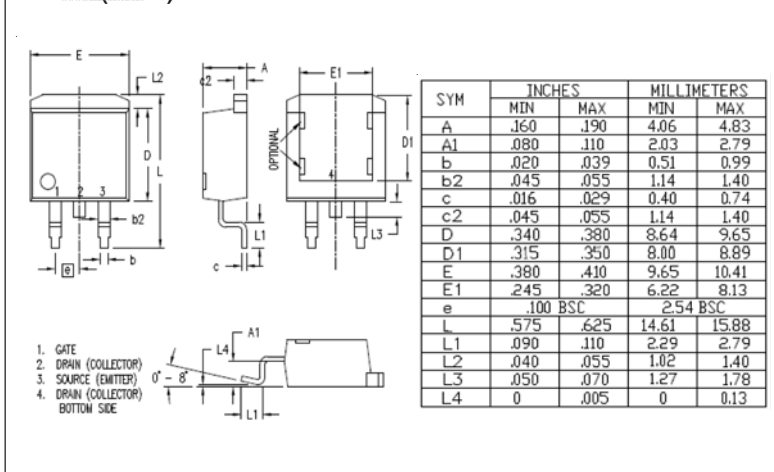 E
L2
D
L
1 2 3
b2
e
b
A
c2
L1
c
E1
OPTIONAL
4
D1
L3
A1
L4
0° - 8°
L1
1. GATE
2. DRAIN (COLLECTOR)
3. SOURCE (EMITTER)
4. DRAIN (COLLECTOR)
BOTTOM SIDE
SYM INCHES MILLIMETERS
MIN MAX MIN MAX
A .160 .190 4.06 4.83
A1 .080 .110 2.03 2.79
b .020 .039 0.51 0.99
b2 .045 .055 1.14 1.40
c .016 .029 0.40 0.74
c2 .045 .055 1.14 1.40
D .340 .380 8.64 9.65
D1 .315 .350 8.00 8.89
E .380 .410 9.65 10.41
E1 .245 .320 6.22 8.13
e .100 BSC 2.54 BSC
L .575 .625 14.61 15.88
L1 .090 .110 2.29 2.79
L2 .040 .055 1.02 1.40
L3 .050 .070 1.27 1.78
L4 0 .005 0 0.13